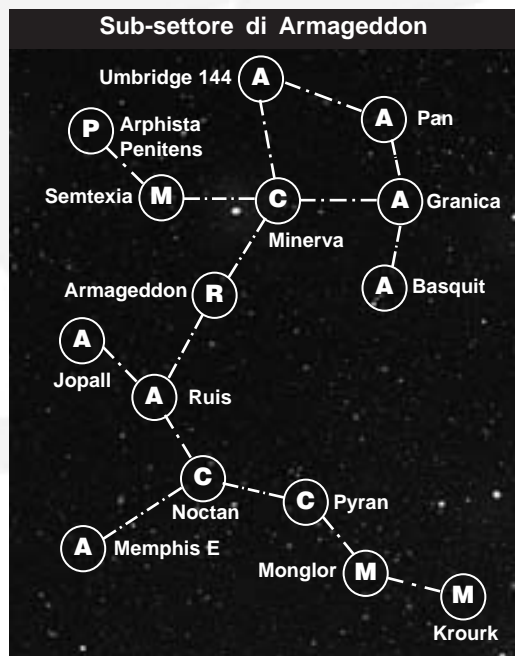 Sub-settore di Armageddon
Umbridge 144
A
A
Pan
P
Arphista
Penitens
Semtexia
M
C
A
Granica
Minerva
Armageddon
R
A
Basquit
A
Jopall
A
Ruis
C
Noctan
C
Pyran
A
Memphis E
Monglor
M
M
Krourk